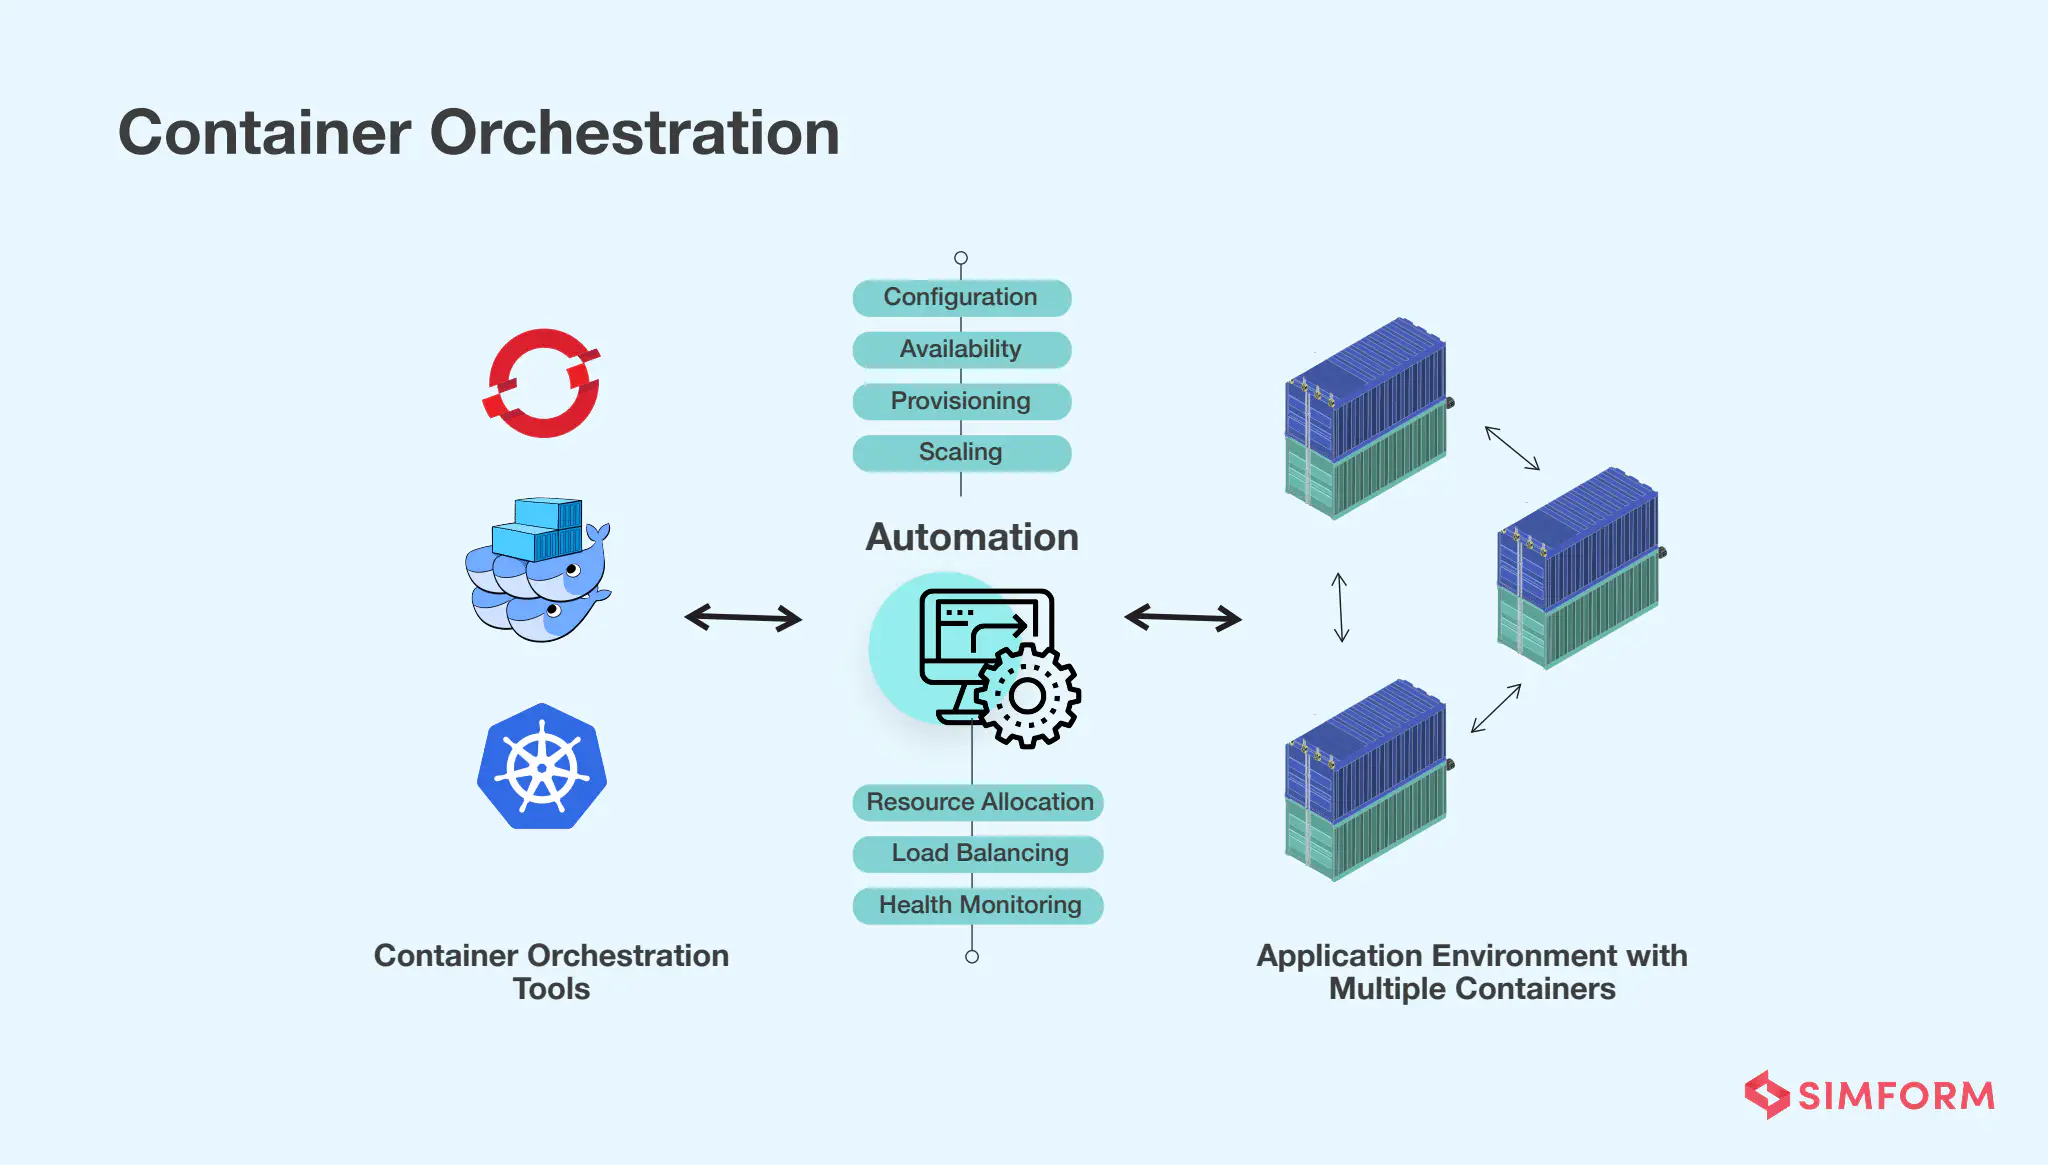 Container Orchestration
Configuration
Availability
Provisioning
Scaling
Automation
Resource Allocation
Load Balancing
Health Monitoring
Container Orchestration
Tools
Application Environment with
Multiple Containers
SIMFORM